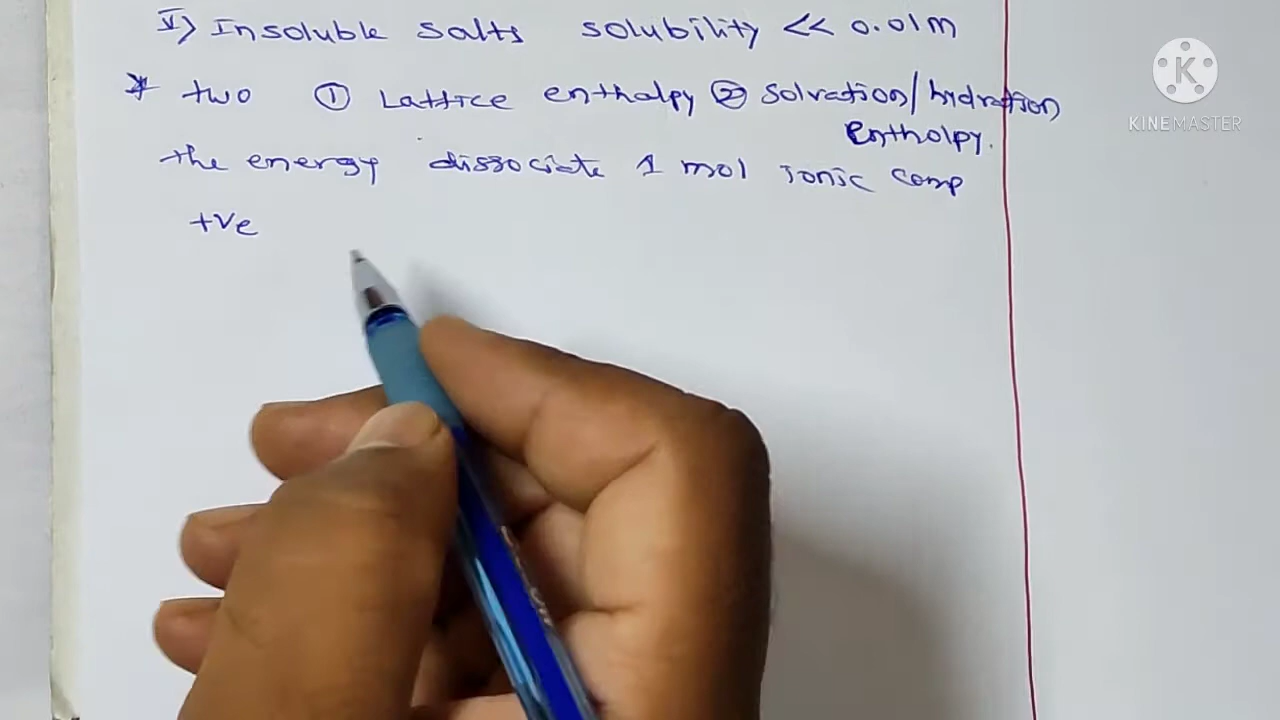 V) Insoluble salts solubility << 0.01M
* two ① Lattice enthalpy ② solvation/hydration
enthalpy.
the energy dissociate 1 mol ionic comp
+ve
K
KINEMASTER